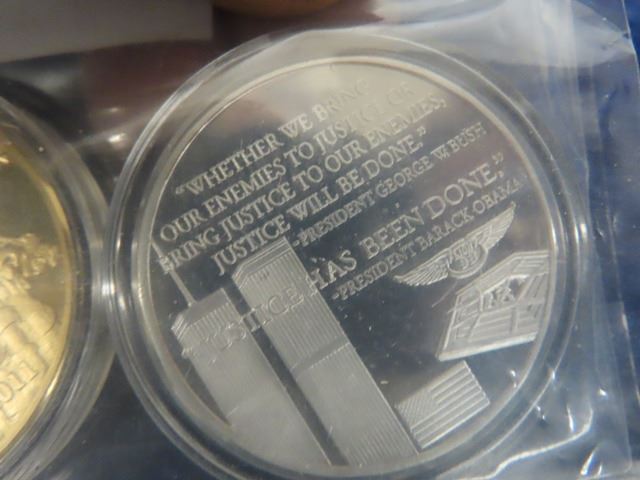 "WHETHER WE BRING
OUR ENEMIES TO JUSTICE OR
BRING JUSTICE TO OUR ENEMIES,
JUSTICE WILL BE DONE."
-PRESIDENT GEORGE W. BUSH
"JUSTICE HAS BEEN DONE."
-PRESIDENT BARACK OBAMA